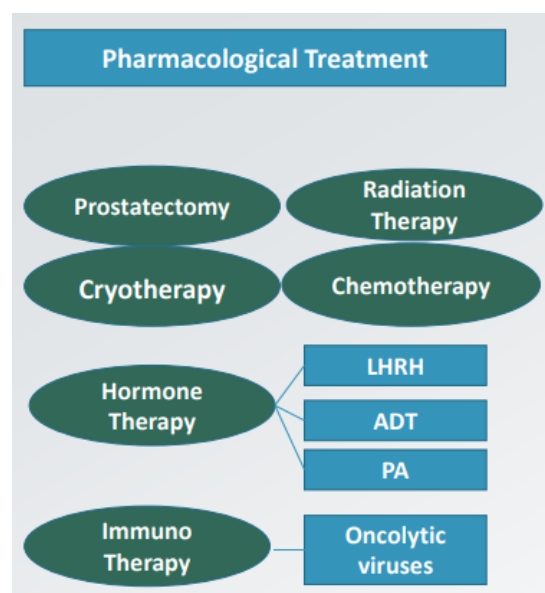 Pharmacological Treatment
Prostatectomy
Radiation
Therapy
Cryotherapy
Chemotherapy
Hormone
Therapy
LHRH
ADT
PA
Immuno
Therapy
Oncolytic
viruses